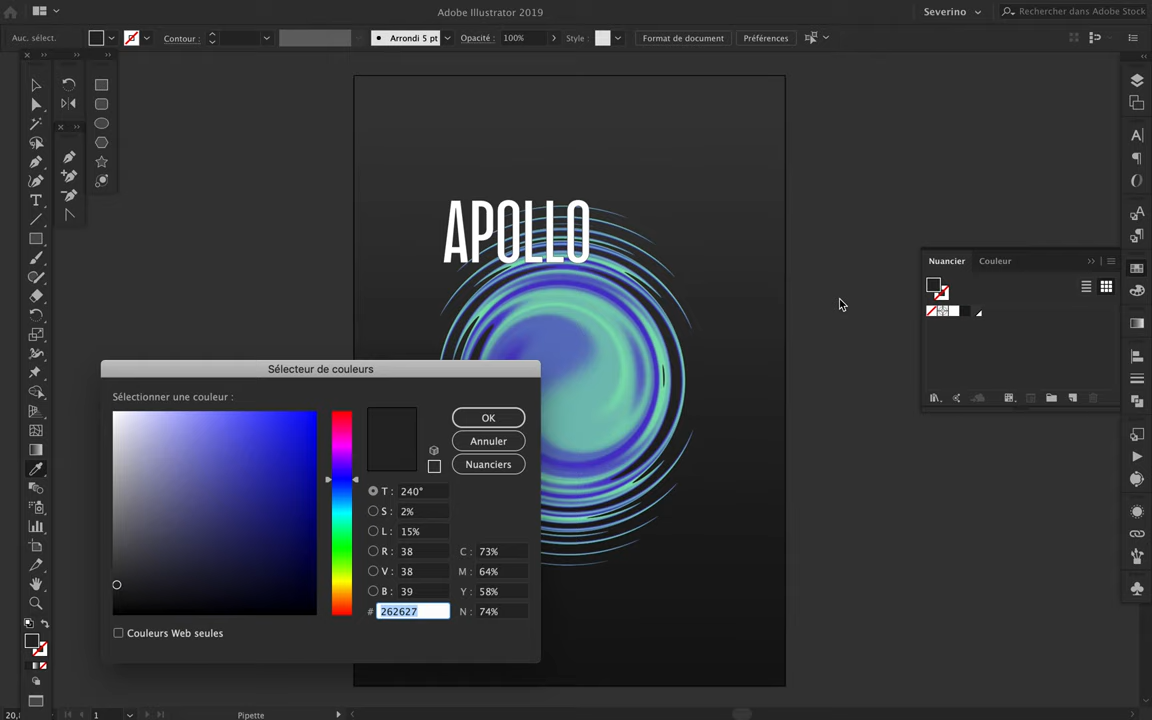 Adobe Illustrator 2019
Severino
Rechercher dans Adobe Stock
Auc. sélect.
Contour :
Arrondi 5 pt
Opacité :
100%
Style :
Format de document
Préférences
APOLLO
Nuancier
Couleur
Sélecteur de couleurs
Sélectionner une couleur :
OK
Annuler
Nuanciers
T : 240°
S : 2%
L : 15%
R : 38
C : 73%
V : 38
M : 64%
B : 39
Y : 58%
# 262627
N : 74%
Couleurs Web seules
1
Pipette